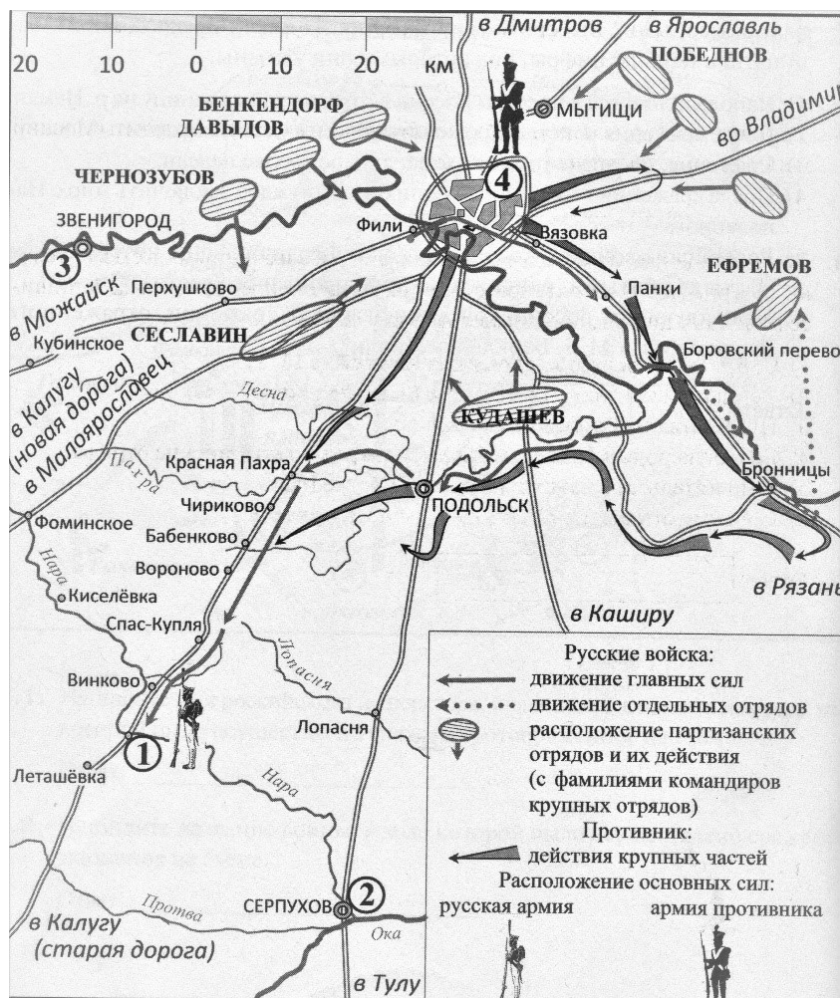 в Дмитров
в Ярославль
20
10
0
10
20
км
ПОБЕДНОВ
БЕНКЕНДОРФ
ДАВЫДОВ
МЫТИЩИ
во Владимир
ЧЕРНОЗУБОВ
4
ЗВЕНИГОРОД
3
Фили
Вязовка
ЕФРЕМОВ
Перхушково
Панки
в Можайск
СЕСЛАВИН
Кубинское
Боровский перевоз
в Калугу
(новая дорога)
в Малоярославец
Десна
КУДАШЕВ
Пахра
Красная Пахра
Бронницы
Чириково
ПОДОЛЬСК
Фоминское
Бабенково
Вороново
Нара
Киселёвка
в Рязань
в Каширу
Спас-Купля
Лопасня
Винково
1
Лопасня
Леташёвка
Нара
Протва
СЕРПУХОВ
2
Ока
в Калугу
(старая дорога)
в Тулу
Русские войска:
движение главных сил
движение отдельных отрядов
расположение партизанских
отрядов и их действия
(с фамилиями командиров
крупных отрядов)
Противник:
действия крупных частей
Расположение основных сил:
русская армия
армия противника